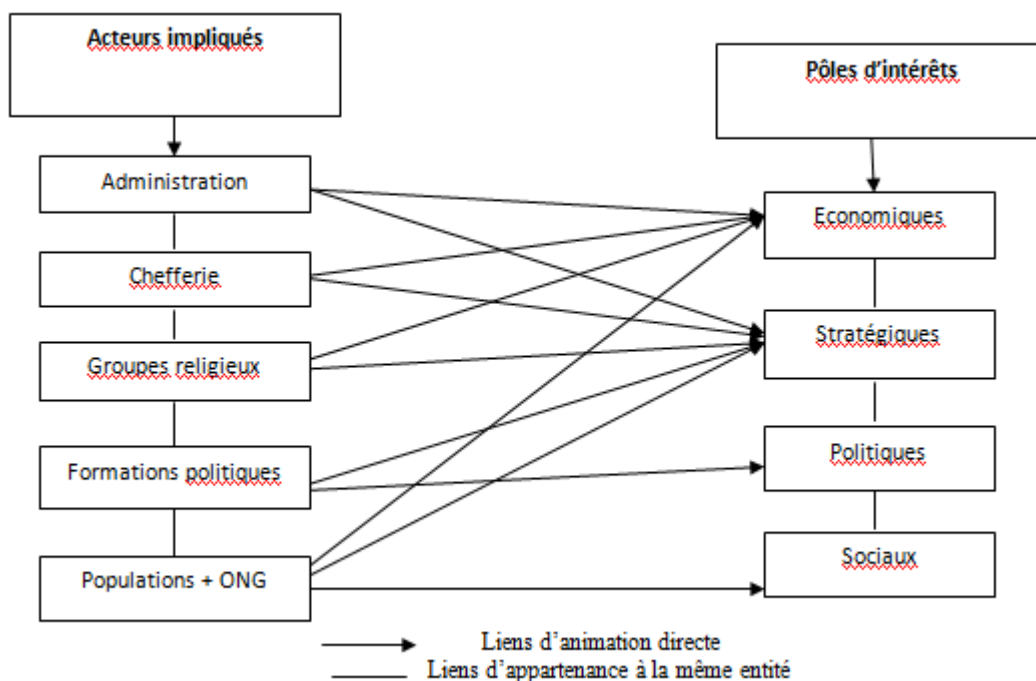 Acteurs impliqués
Pôles d’intérêts
Administration
Chefferie
Groupes religieux
Formations politiques
Populations + ONG
Economiques
Stratégiques
Politiques
Sociaux
Liens d’animation directe
Liens d’appartenance à la même entité